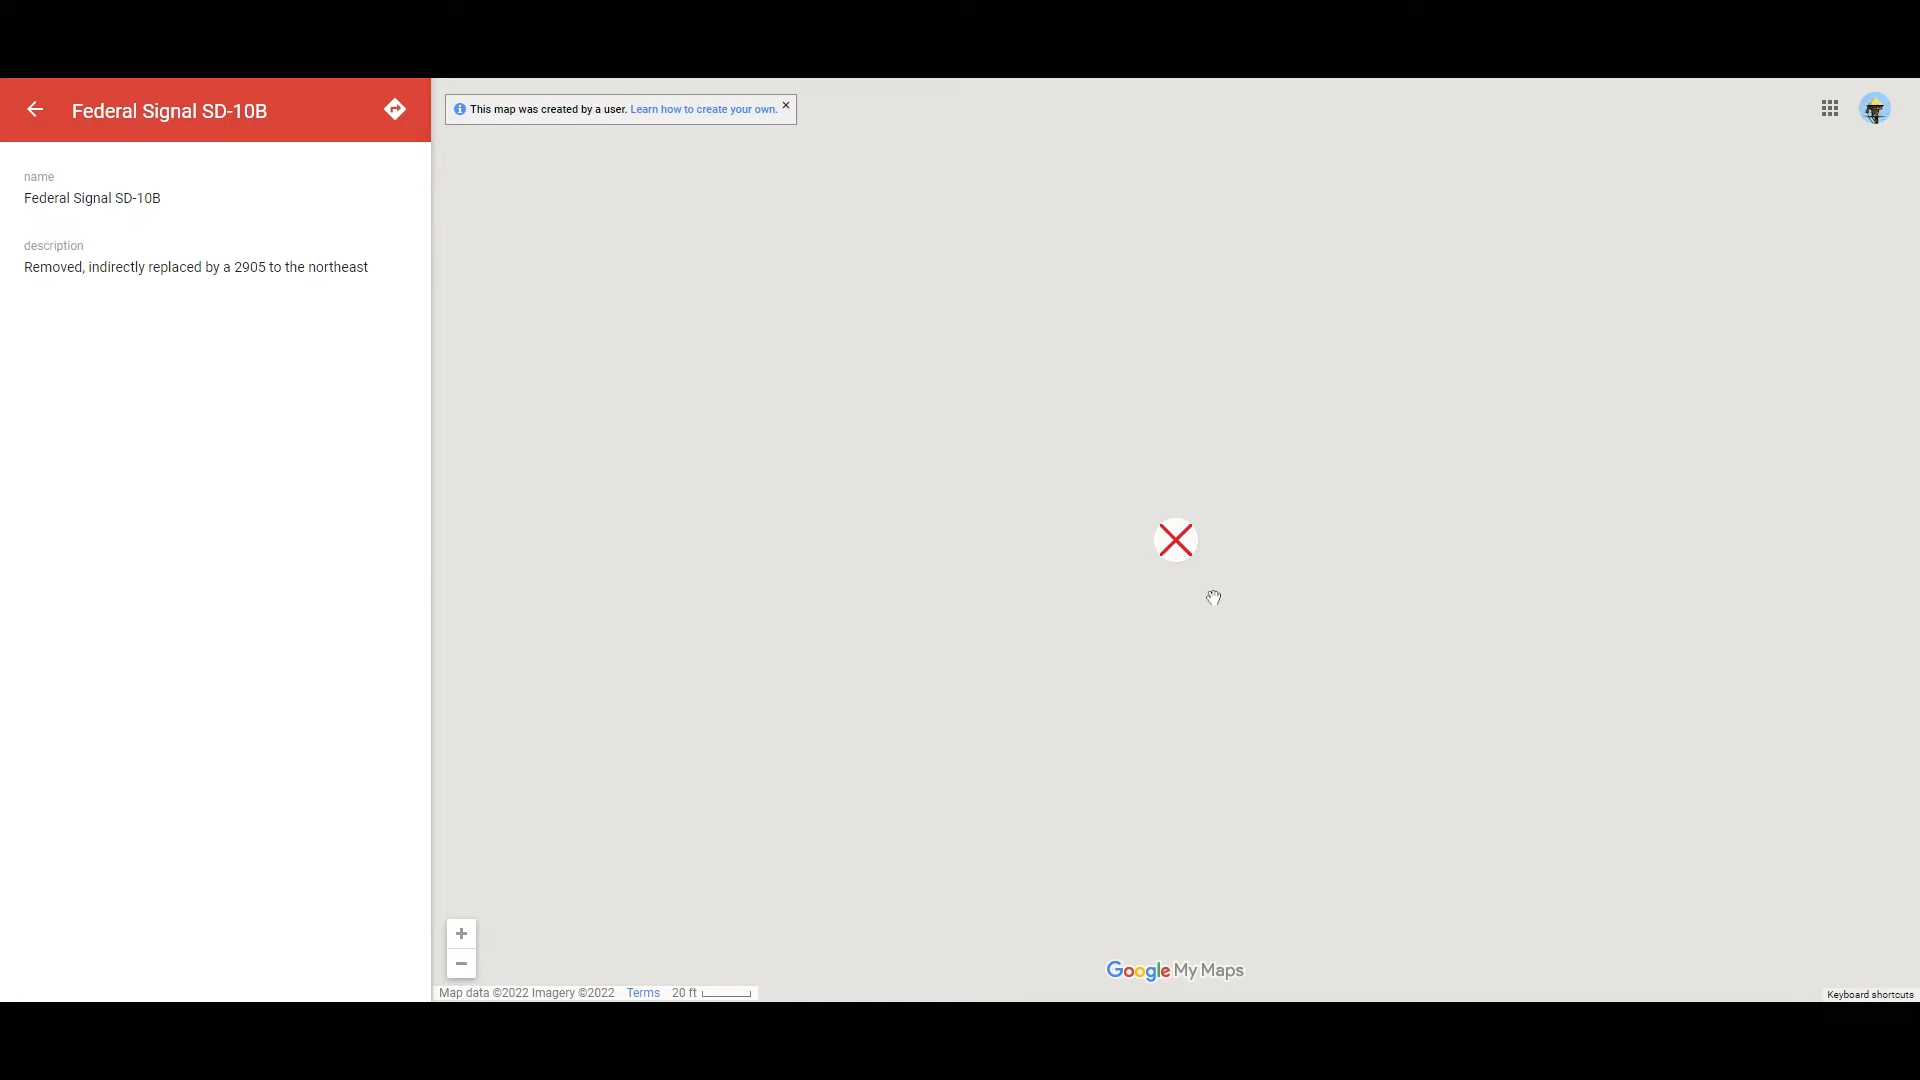 Federal Signal SD-10B
This map was created by a user. Learn how to create your own.
name
Federal Signal SD-10B
description
Removed, indirectly replaced by a 2905 to the northeast
Google My Maps
Map data ©2022 Imagery ©2022 Terms 20 ft
Keyboard shortcuts